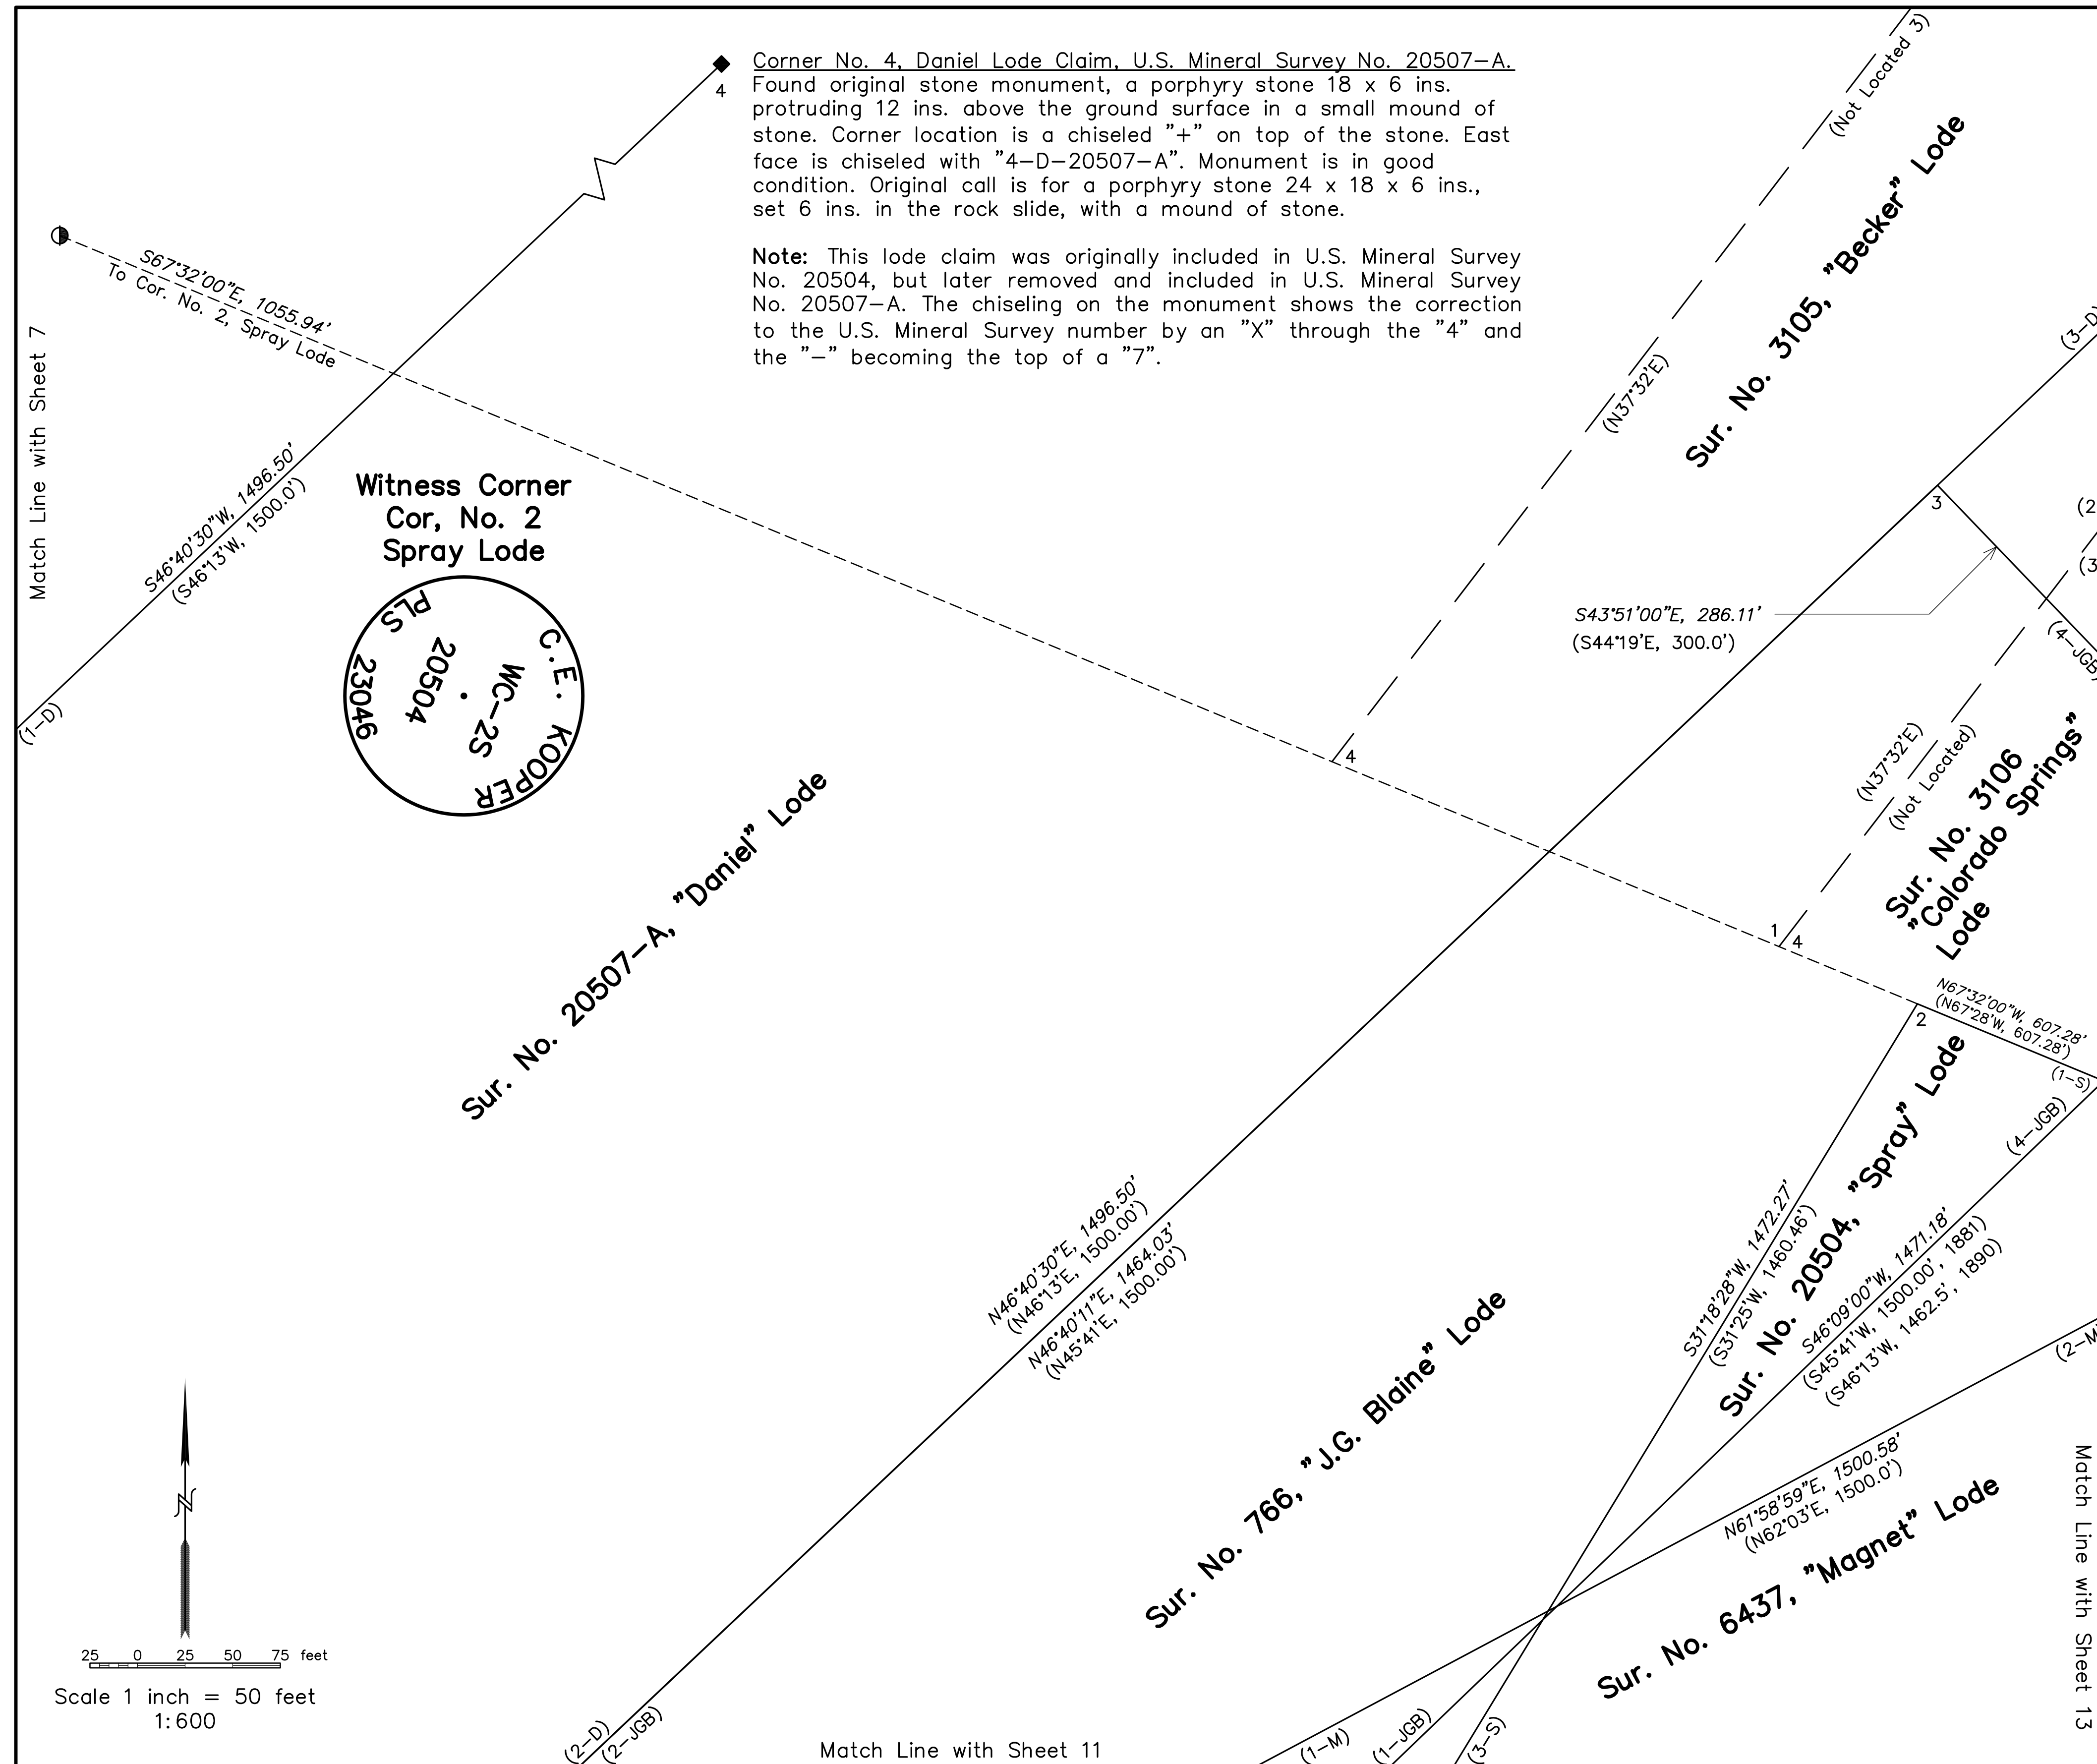 Corner No. 4, Daniel Lode Claim, U.S. Mineral Survey No. 20507–A.
Found original stone monument, a porphyry stone 18 x 6 ins.
protruding 12 ins. above the ground surface in a small mound of
stone. Corner location is a chiseled "+" on top of the stone. East
face is chiseled with "4–D–20507–A". Monument is in good
condition. Original call is for a porphyry stone 24 x 18 x 6 ins.,
set 6 ins. in the rock slide, with a mound of stone.
Note: This lode claim was originally included in U.S. Mineral Survey
No. 20504, but later removed and included in U.S. Mineral Survey
No. 20507–A. The chiseling on the monument shows the correction
to the U.S. Mineral Survey number by an "X" through the "4" and
the "–" becoming the top of a "7".
4
(Not Located 3)
Sur. No. 3105, "Becker" Lode
(N37°32'E)
4
S67°32'00"E, 1055.94'
To Cor. No. 2, Spray Lode
Match Line with Sheet 7
S46°40'30"W, 1496.50'
(S46°13'W, 1500.0')
(1–D)
Witness Corner
Cor, No. 2
Spray Lode
PLS
23046
C.E. KOOPER
20504
WC–2S
Sur. No. 20507–A, "Daniel" Lode
(3–D)
3
(2
(3
S43°51'00"E, 286.11'
(S44°19'E, 300.0')
(4–JGB)
(N37°32'E)
(Not Located)
Sur. No. 3106
"Colorado Springs"
Lode
1
4
N67°32'00"W, 607.28'
(N67°28'W, 607.28')
2
(1–S)
(4–JGB)
Sur. No. 20504, "Spray" Lode
S31°18'28"W, 1472.27'
(S31°25'W, 1460.46')
S46°09'00"W, 1471.18'
(S45°41'W, 1500.00', 1881)
(S46°13'W, 1462.5', 1890)
(2–M)
N46°40'30"E, 1496.50'
(N46°13'E, 1500.00')
N46°40'11"E, 1464.03'
(N45°41'E, 1500.00')
Sur. No. 766, "J.G. Blaine" Lode
N61°58'59"E, 1500.58'
(N62°03'E, 1500.0')
Sur. No. 6437, "Magnet" Lode
Match Line with Sheet 13
N
25 0 25 50 75 feet
Scale 1 inch = 50 feet
1:600
(2–D)
(2–JGB)
Match Line with Sheet 11
(1–M)
(1–JGB)
(3–S)